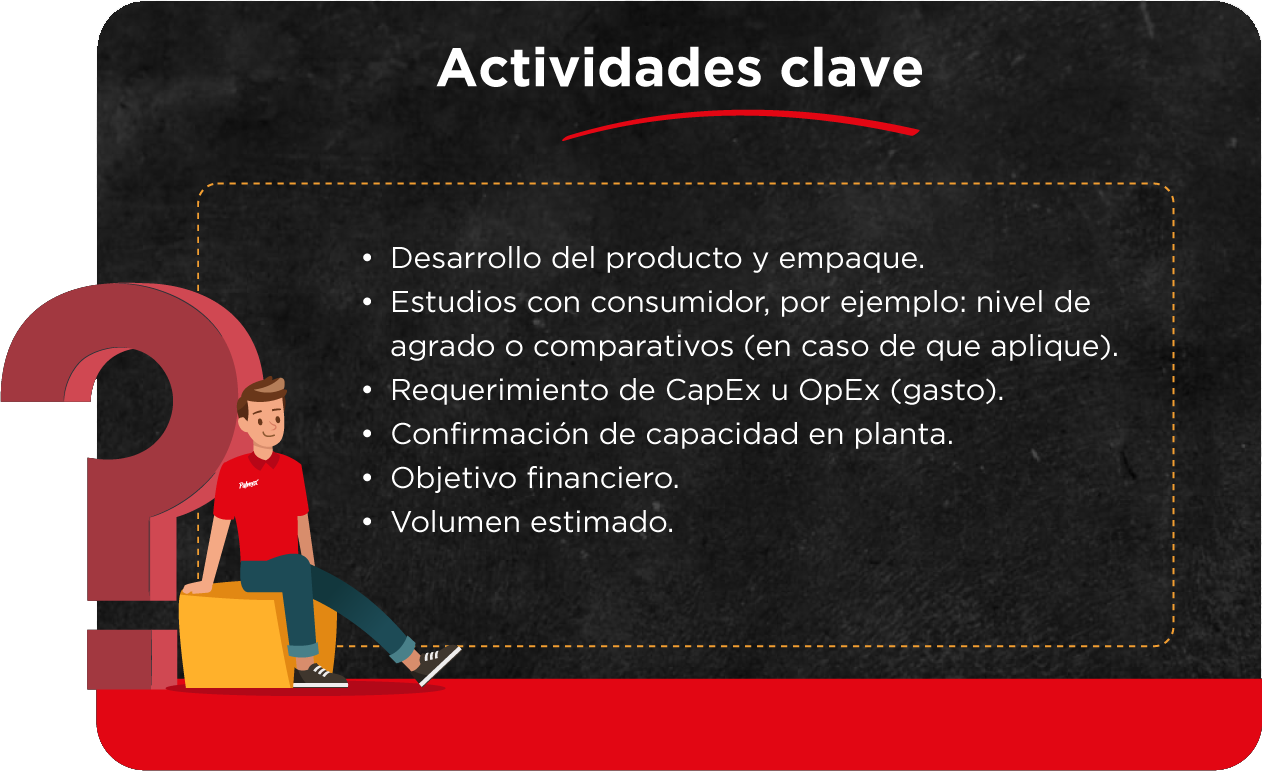 Actividades clave
• Desarrollo del producto y empaque.
• Estudios con consumidor, por ejemplo: nivel de
agrado o comparativos (en caso de que aplique).
• Requerimiento de CapEx u OpEx (gasto).
• Confirmación de capacidad en planta.
• Objetivo financiero.
• Volumen estimado.